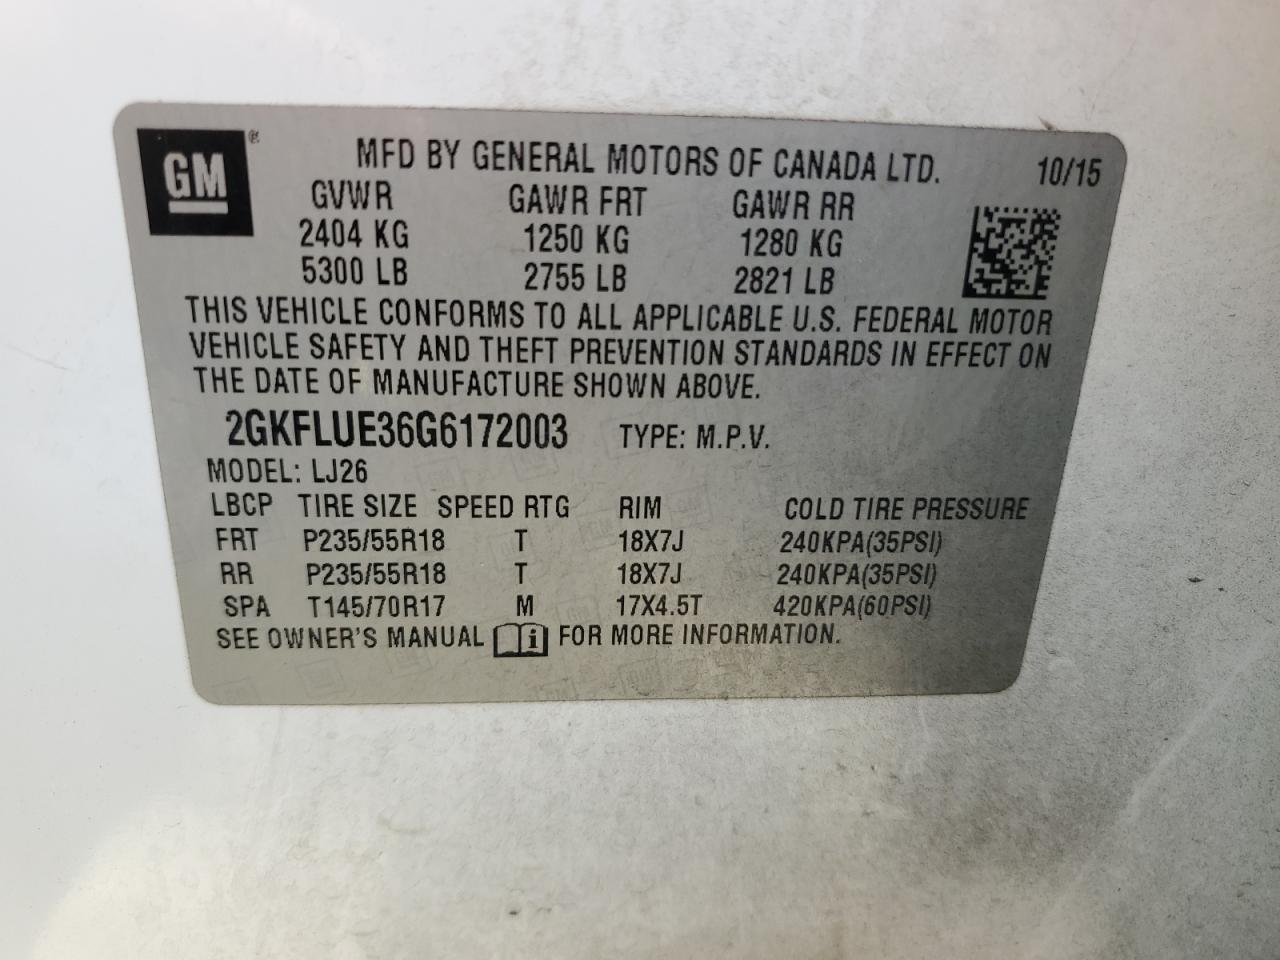 GM ®
MFD BY GENERAL MOTORS OF CANADA LTD. 10/15
GVWR GAWR FRT GAWR RR
2404 KG 1250 KG 1280 KG
5300 LB 2755 LB 2821 LB
THIS VEHICLE CONFORMS TO ALL APPLICABLE U.S. FEDERAL MOTOR
VEHICLE SAFETY AND THEFT PREVENTION STANDARDS IN EFFECT ON
THE DATE OF MANUFACTURE SHOWN ABOVE.
2GKFLUE36G6172003 TYPE: M.P.V.
MODEL: LJ26
LBCP TIRE SIZE SPEED RTG RIM COLD TIRE PRESSURE
FRT P235/55R18 T 18X7J 240KPA(35PSI)
RR P235/55R18 T 18X7J 240KPA(35PSI)
SPA T145/70R17 M 17X4.5T 420KPA(60PSI)
SEE OWNER'S MANUAL i FOR MORE INFORMATION.